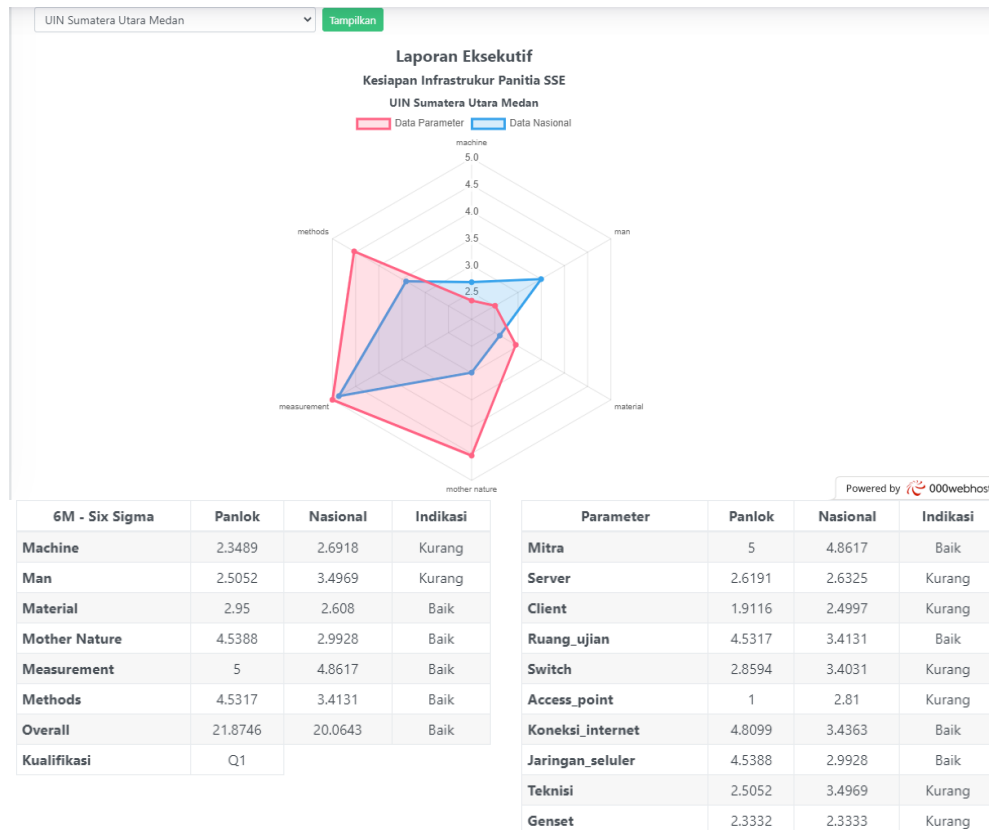 UIN Sumatera Utara Medan Tampilkan
Laporan Eksekutif
Kesiapan Infrastrukur Panitia SSE
UIN Sumatera Utara Medan
Data Parameter Data Nasional
machine
5.0
4.5
4.0
3.5
3.0
2.5
methods
man
measurement
material
mother nature
Powered by 000webhost
6M - Six Sigma Panlok Nasional Indikasi
Machine 2.3489 2.6918 Kurang
Man 2.5052 3.4969 Kurang
Material 2.95 2.608 Baik
Mother Nature 4.5388 2.9928 Baik
Measurement 5 4.8617 Baik
Methods 4.5317 3.4131 Baik
Overall 21.8746 20.0643 Baik
Kualifikasi Q1
Parameter Panlok Nasional Indikasi
Mitra 5 4.8617 Baik
Server 2.6191 2.6325 Kurang
Client 1.9116 2.4997 Kurang
Ruang_ujian 4.5317 3.4131 Baik
Switch 2.8594 3.4031 Kurang
Access_point 1 2.81 Kurang
Koneksi_internet 4.8099 3.4363 Baik
Jaringan_seluler 4.5388 2.9928 Baik
Teknisi 2.5052 3.4969 Kurang
Genset 2.3332 2.3333 Kurang